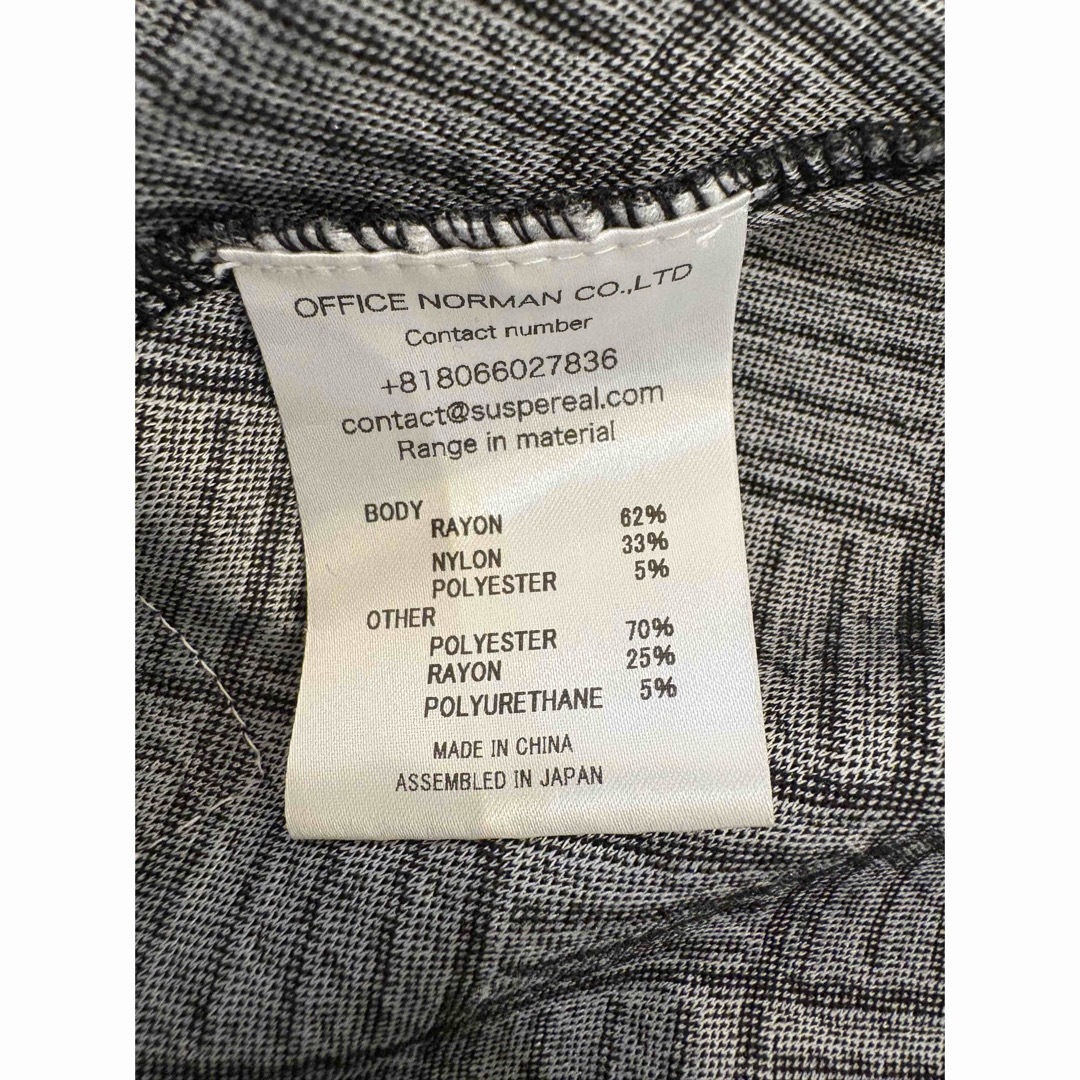 OFFICE NORMAN CO.,LTD
Contact number
+818066027836
contact@suspereal.com
Range in material
BODY
RAYON 62%
NYLON 33%
POLYESTER 5%
OTHER
POLYESTER 70%
RAYON 25%
POLYURETHANE 5%
MADE IN CHINA
ASSEMBLED IN JAPAN